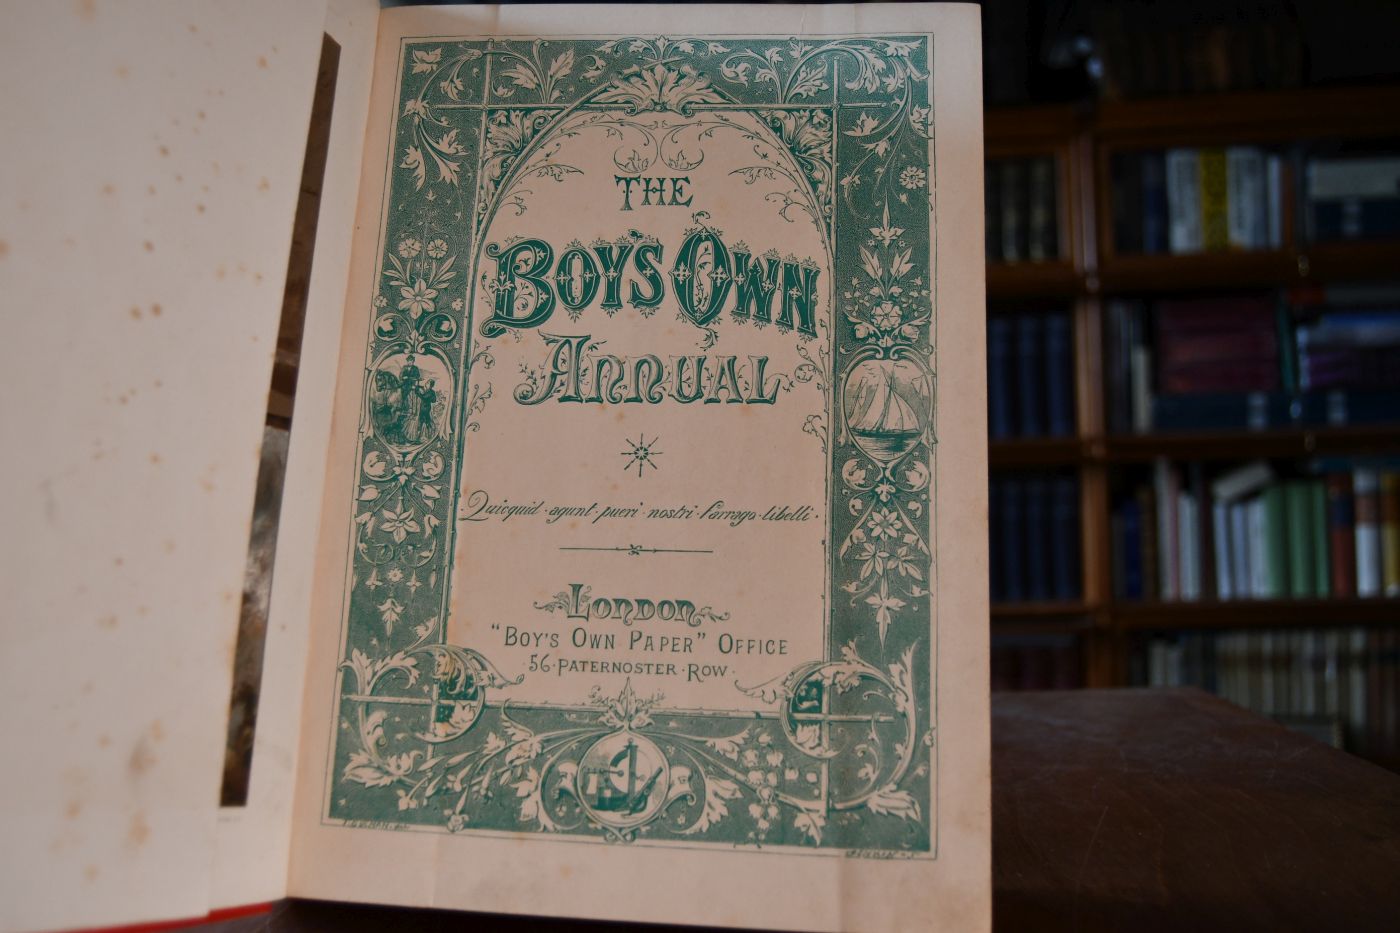 THE
BOY'S OWN
ANNUAL
Quicquid · agunt · pueri · nostri · farrago · libelli ·
LONDON
"BOY'S OWN PAPER" OFFICE
56 · PATERNOSTER · ROW ·